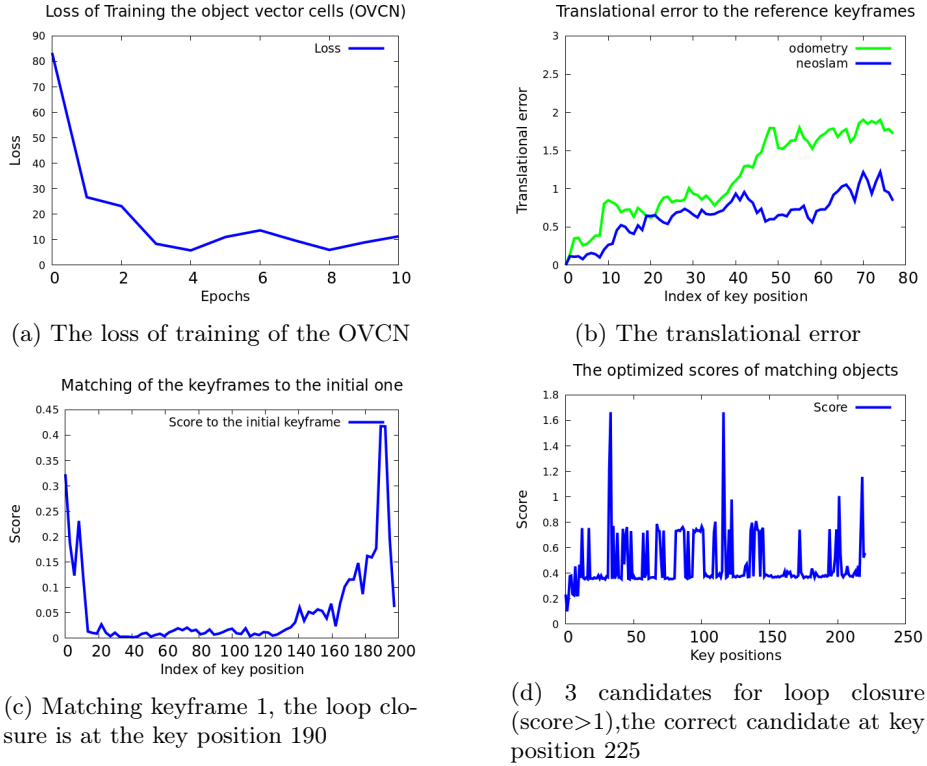 Loss of Training the object vector cells (OVCN)
90
80
70
60
50
40
30
20
10
0
Loss
Loss
0 2 4 6 8 10
Epochs
(a) The loss of training of the OVCN
Translational error to the reference keyframes
3
2.5
2
1.5
1
0.5
0
Translational error
odometry
neoslam
0 10 20 30 40 50 60 70 80
Index of key position
(b) The translational error
Matching of the keyframes to the initial one
0.45
0.4
0.35
0.3
0.25
0.2
0.15
0.1
0.05
0
Score
Score to the initial keyframe
0 20 40 60 80 100 120 140 160 180 200
Index of key position
(c) Matching keyframe 1, the loop clo-
sure is at the key position 190
The optimized scores of matching objects
1.8
1.6
1.4
1.2
1
0.8
0.6
0.4
0.2
0
Score
Score
0 50 100 150 200 250
Key positions
(d) 3 candidates for loop closure
(score>1),the correct candidate at key
position 225